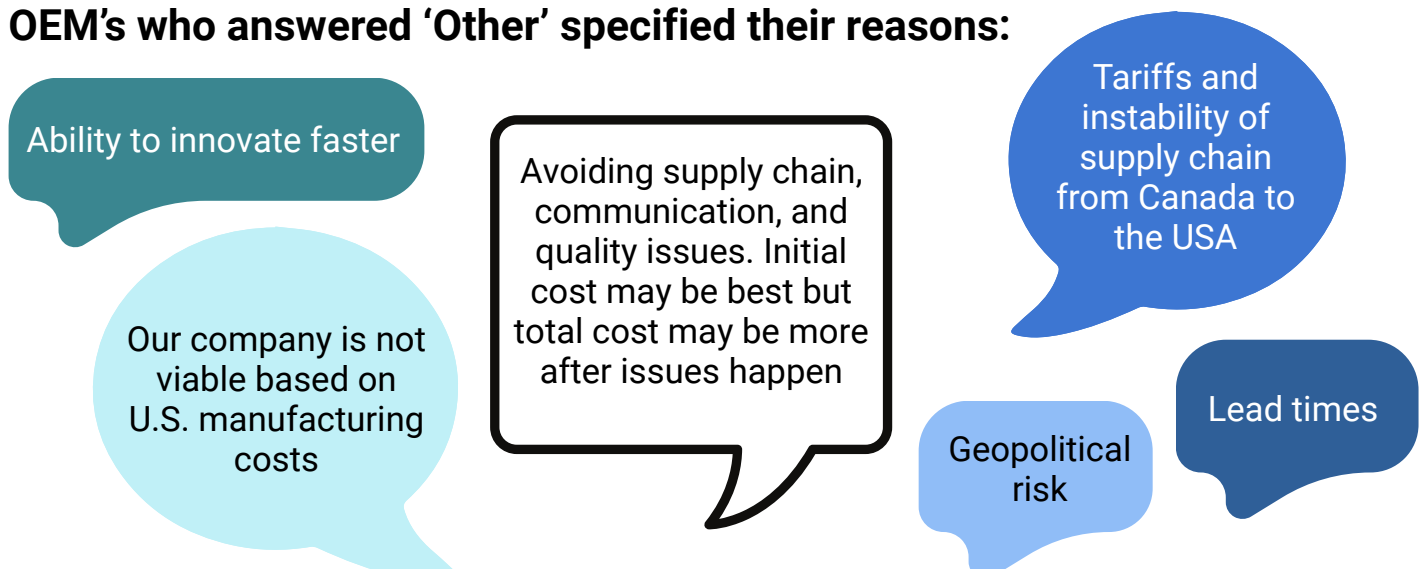 OEM’s who answered ‘Other’ specified their reasons:
Ability to innovate faster
Our company is not
viable based on
U.S. manufacturing
costs
Avoiding supply chain,
communication, and
quality issues. Initial
cost may be best but
total cost may be more
after issues happen
Tariffs and
instability of
supply chain
from Canada to
the USA
Geopolitical
risk
Lead times